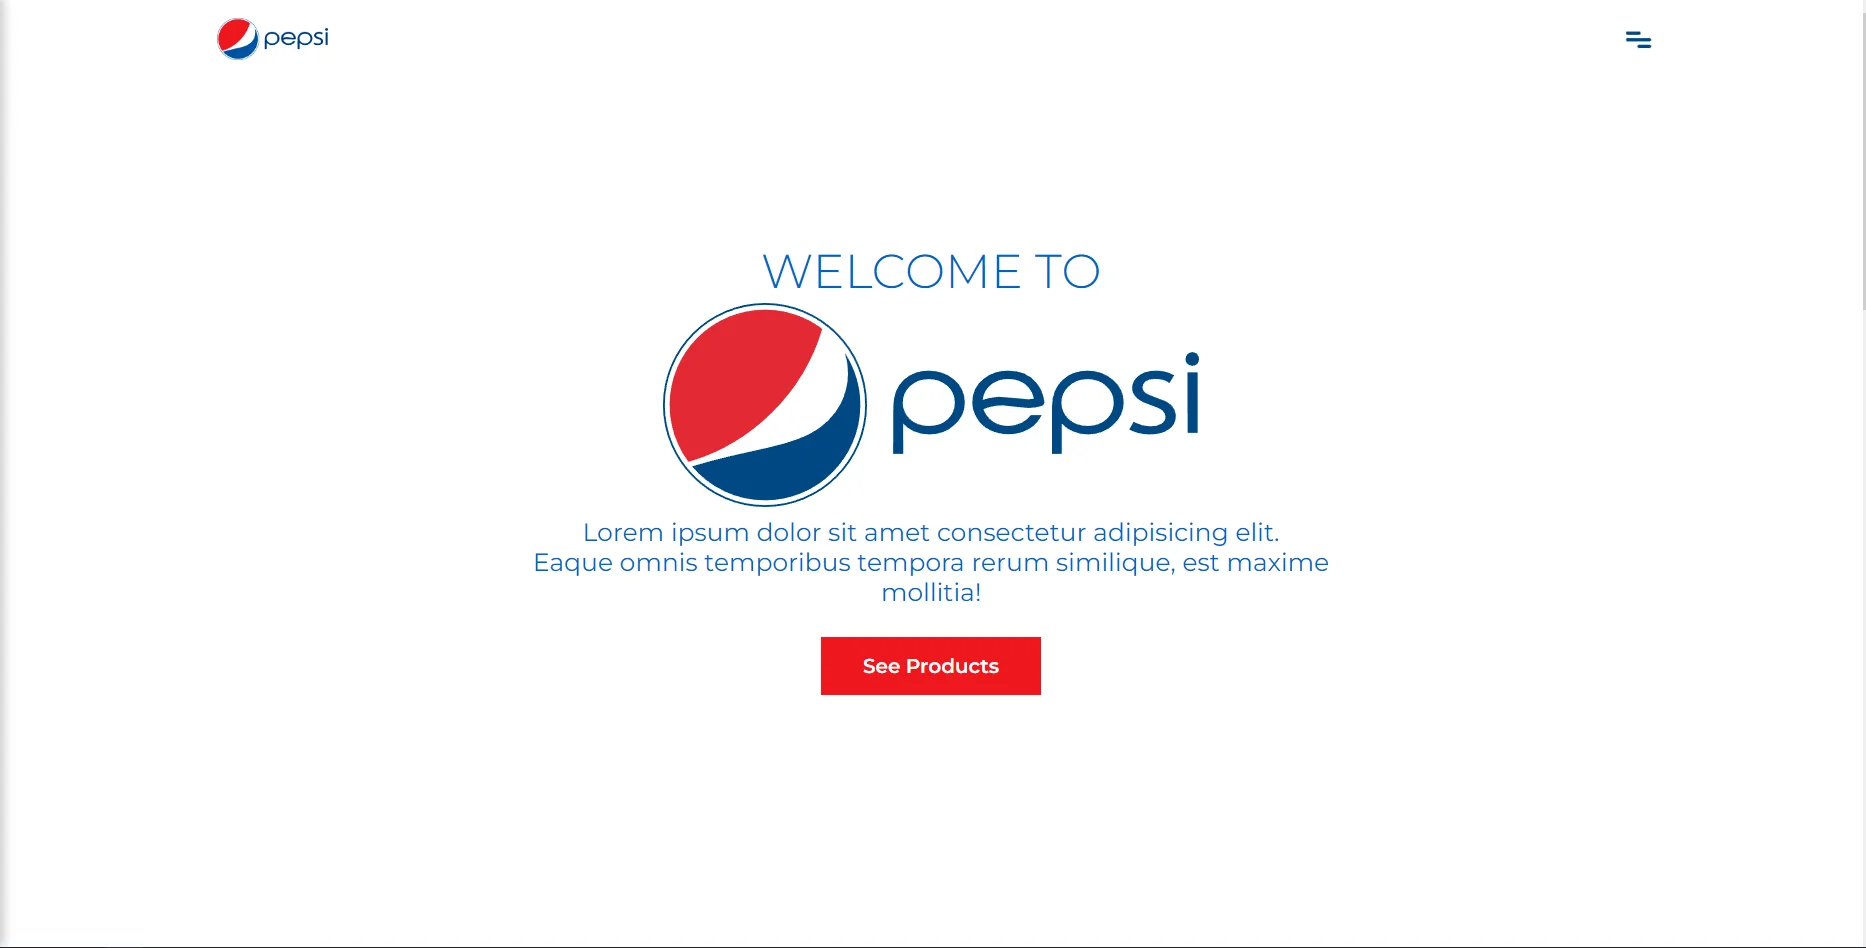 pepsi
WELCOME TO
pepsi
Lorem ipsum dolor sit amet consectetur adipisicing elit.
Eaque omnis temporibus tempora rerum similique, est maxime
mollitia!
See Products